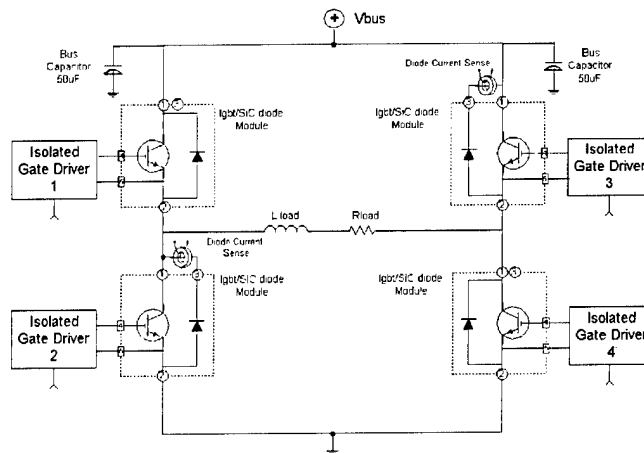 Vbus
Bus
Capacitor
50uF
Diode Current Sense
Bus
Capacitor
50uF
Igbt/SiC diode
Module
Igbt/SiC diode
Module
Isolated
Gate Driver
1
Isolated
Gate Driver
3
L load
Rload
Diode Current
Sense
Igbt/SiC diode
Module
Igbt/SiC diode
Module
Isolated
Gate Driver
2
Isolated
Gate Driver
4